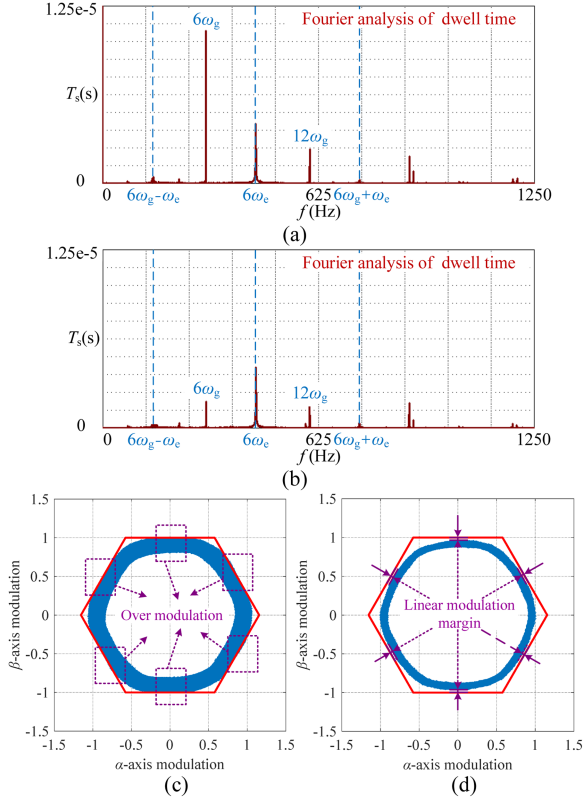 1.25e-5
6ωg
Fourier analysis of dwell time
Ts(s)
12ωg
0
0 6ωg-ωe 6ωe 625 6ωg+ωe 1250
f (Hz)
(a)
1.25e-5
Fourier analysis of dwell time
Ts(s)
6ωg
12ωg
0
0 6ωg-ωe 6ωe 625 6ωg+ωe 1250
f (Hz)
(b)
1.5
1
0.5
0
-0.5
-1
-1.5
β-axis modulation
Over modulation
-1.5 -1 -0.5 0 0.5 1 1.5
α-axis modulation
(c)
1.5
1
0.5
0
-0.5
-1
-1.5
β-axis modulation
Linear modulation
margin
-1.5 -1 -0.5 0 0.5 1 1.5
α-axis modulation
(d)